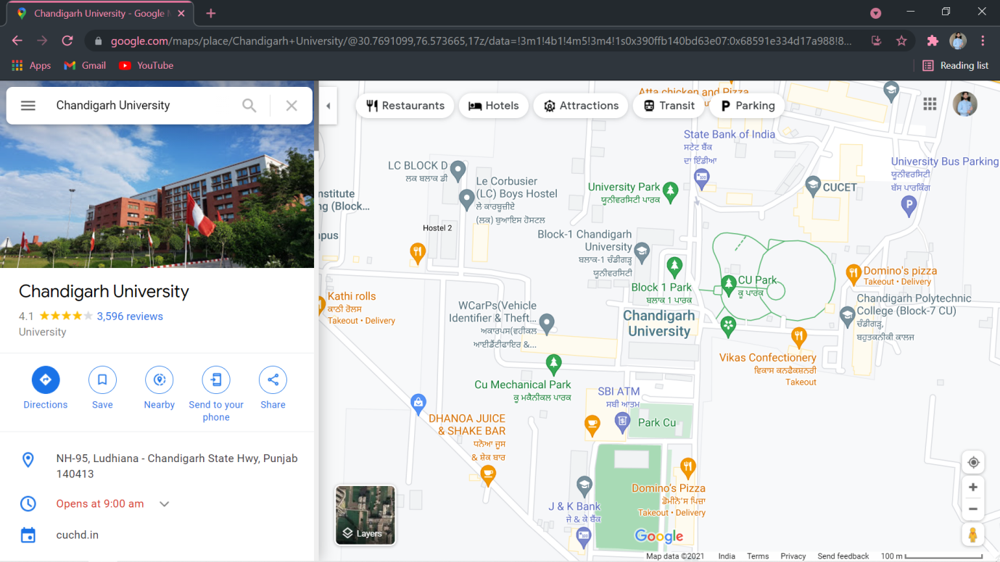 Chandigarh University - Google M
google.com/maps/place/Chandigarh+University/@30.7691099,76.573665,17z/data=!3m1!4b1!4m5!3m4!1s0x390ffb140bd63e07:0x68591e334d17a988!8...
Apps Gmail YouTube Reading list
Chandigarh University
Chandigarh University
4.1 3,596 reviews
University
Directions
Save
Nearby
Send to your
phone
Share
NH-95, Ludhiana - Chandigarh State Hwy, Punjab
140413
Opens at 9:00 am
cuchd.in
Restaurants
Hotels
Attractions
Transit
Parking
Atta chicken and Pizza
State Bank of India
ਸਟੇਟ ਬੈਂਕ
ਦਾ ਇੰਡੀਆ
University Bus Parking
ਯੂਨੀਵਰਸਿਟੀ
ਬੱਸ ਪਾਰਕਿੰਗ
LC BLOCK D
ਲਕ ਬਲਾਕ ਡੀ
Le Corbusier
(LC) Boys Hostel
ਲੇ ਕਾਰਬੂਜ਼ੀਏ
(ਲਕ) ਬੁਆਇਸ ਹੋਸਟਲ
University Park
ਯੂਨੀਵਰਸਿਟੀ ਪਾਰਕ
CUCET
nstitute
ng (Block...
pus
Hostel 2
Block-1 Chandigarh
University
ਬਲਾਕ-1 ਚੰਡੀਗੜ੍ਹ
ਯੂਨੀਵਰਸਿਟੀ
Block 1 Park
ਬਲਾਕ 1 ਪਾਰਕ
CU Park
ਕੂ ਪਾਰਕ
Domino's pizza
Takeout • Delivery
Kathi rolls
ਕਾਠੀ ਰੋਲਸ
Takeout • Delivery
WCarPs(Vehicle
Identifier & Theft...
ਅਕਾਰਪਸ(ਵਹੀਕਲ
ਆਈਡੈਂਟੀਫਾਇਰ &...
Chandigarh
University
Chandigarh Polytechnic
College (Block-7 CU)
ਚੰਡੀਗੜ੍ਹ,
ਬਹੁਤਕਨੀਕੀ ਕਾਲਜ
Vikas Confectionery
ਵਿਕਾਸ ਕਨਫੈਕਸ਼ਨਰੀ
Takeout
Cu Mechanical Park
ਕੂ ਮਕੈਨੀਕਲ ਪਾਰਕ
SBI ATM
ਸਬੀ ਆਤਮ
Park Cu
DHANOA JUICE
& SHAKE BAR
ਧਨੋਆ ਜੂਸ
& ਸ਼ੇਕ ਬਾਰ
Domino's Pizza
ਡੋਮੀਨੋ'ਸ ਪਿਜ਼ਾ
Takeout • Delivery
J & K Bank
ਜੇ & ਕੇ ਬੈਂਕ
Layers
Google
Map data ©2021 India Terms Privacy Send feedback 100 m